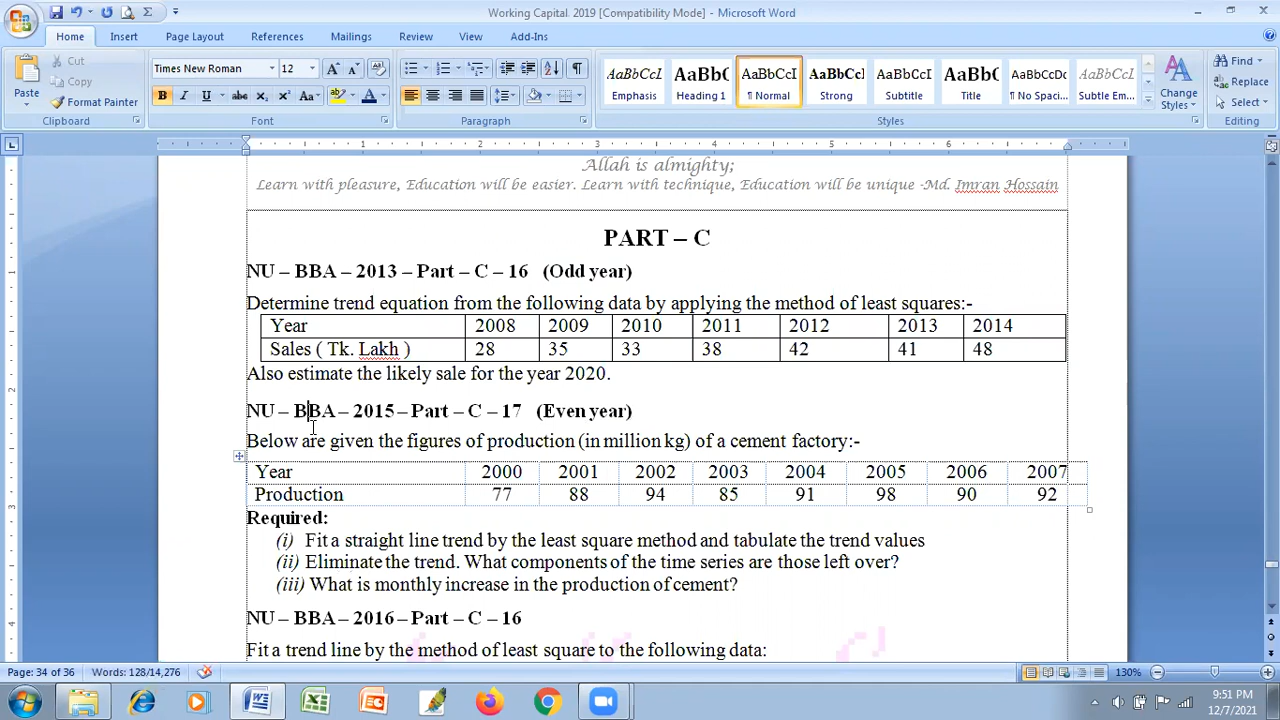 Working Capital 2019 [Compatibility Mode] - Microsoft Word
Home Insert Page Layout References Mailings Review View Add-Ins
Paste Cut Copy Format Painter Clipboard
Times New Roman 12 Font
Paragraph
AaBbCcI Emphasis AaBbC Heading 1 AaBbCcI ¶ Normal AaBbCcI Strong AaBbCcI Subtitle AaBbC Title AaBbCcDc ¶ No Spaci... AaBbCcI Subtle Em... Change Styles Styles
Find Replace Select Editing
Allah is almighty;
Learn with pleasure, Education will be easier. Learn with technique, Education will be unique -Md. Imran Hossain
PART – C
NU – BBA – 2013 – Part – C – 16 (Odd year)
Determine trend equation from the following data by applying the method of least squares:-
Year 2008 2009 2010 2011 2012 2013 2014
Sales ( Tk. Lakh ) 28 35 33 38 42 41 48
Also estimate the likely sale for the year 2020.
NU – BBA – 2015 – Part – C – 17 (Even year)
Below are given the figures of production (in million kg) of a cement factory:-
Year 2000 2001 2002 2003 2004 2005 2006 2007
Production 77 88 94 85 91 98 90 92
Required:
(i) Fit a straight line trend by the least square method and tabulate the trend values
(ii) Eliminate the trend. What components of the time series are those left over?
(iii) What is monthly increase in the production of cement?
NU – BBA – 2016 – Part – C – 16
Fit a trend line by the method of least square to the following data:
Page: 34 of 36 Words: 128/14,276 130%
9:51 PM
12/7/2021